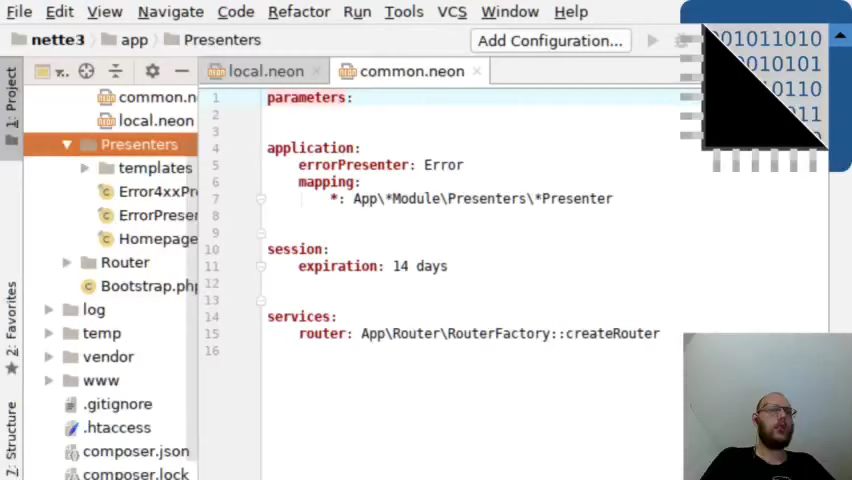 File Edit View Navigate Code Refactor Run Tools VCS Window Help
nette3 app Presenters Add Configuration...
1: Project
local.neon common.neon
001011010
0010101
0110
11
common.n
local.neon
Presenters
templates
Error4xxPr
ErrorPreser
Homepage
Router
Bootstrap.php
log
temp
vendor
www
.gitignore
.htaccess
composer.json
composer.lock
2: Favorites
7: Structure
1 parameters:
2
3
4 application:
5 errorPresenter: Error
6 mapping:
7 *: App\*Module\Presenters\*Presenter
8
9
10 session:
11 expiration: 14 days
12
13
14 services:
15 router: App\Router\RouterFactory::createRouter
16